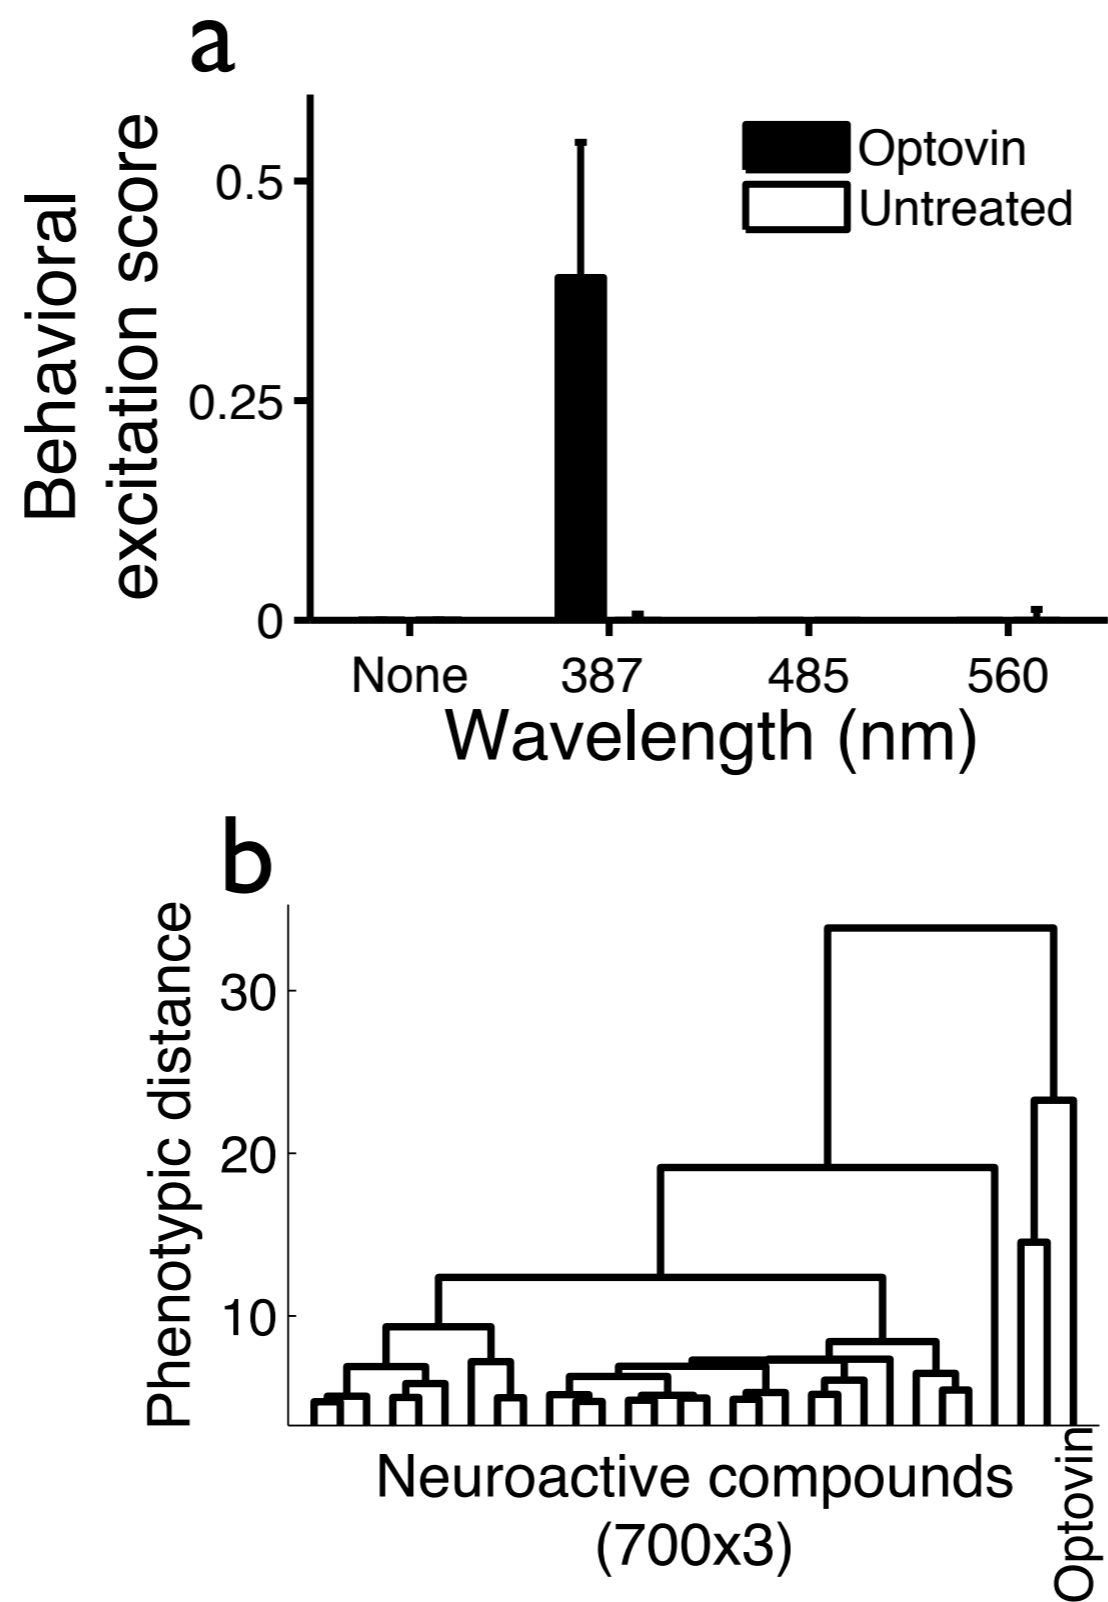 a
Behavioral
excitation score
0.5
0.25
0
Optovin
Untreated
None 387 485 560
Wavelength (nm)
b
Phenotypic distance
30
20
10
Neuroactive compounds
(700x3)
Optovin